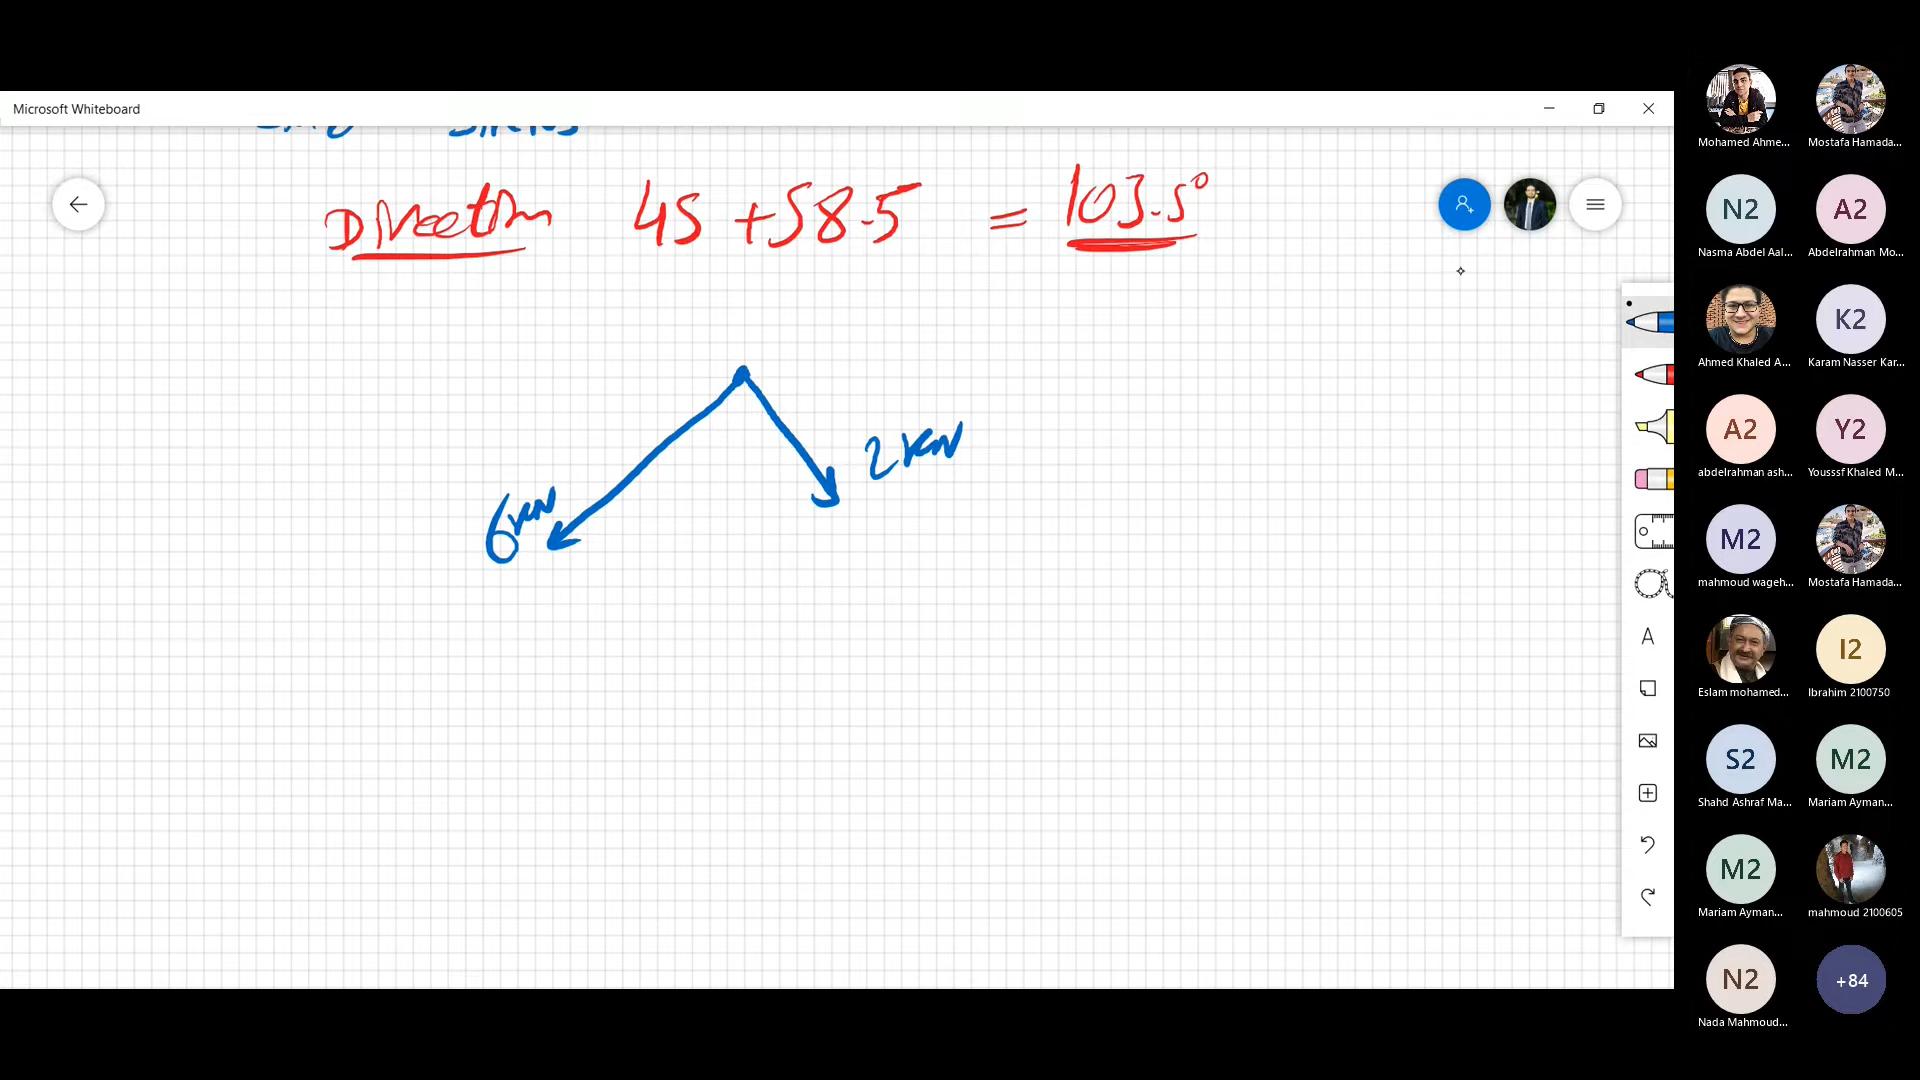 Microsoft Whiteboard
Direction 45 + 58.5 = 103.5°
2 KN
6 KN
A
Mohamed Ahme...
Mostafa Hamada...
N2
A2
Nasma Abdel Aal...
Abdelrahman Mo...
K2
Ahmed Khaled A...
Karam Nasser Kar...
A2
Y2
abdelrahman ash...
Yousssf Khaled M...
M2
mahmoud wageh...
Mostafa Hamada...
I2
Eslam mohamed...
Ibrahim 2100750
S2
M2
Shahd Ashraf Ma...
Mariam Ayman...
M2
Mariam Ayman...
mahmoud 2100605
N2
+84
Nada Mahmoud...